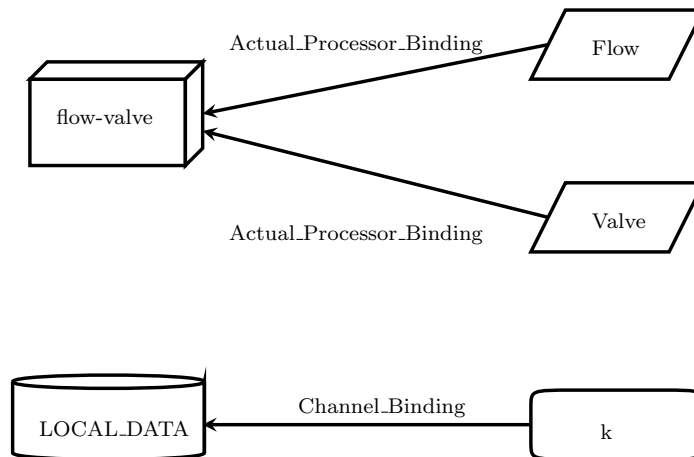 Actual_Processor_Binding
Flow
flow-valve
Valve
Actual_Processor_Binding
Channel_Binding
LOCAL_DATA
k